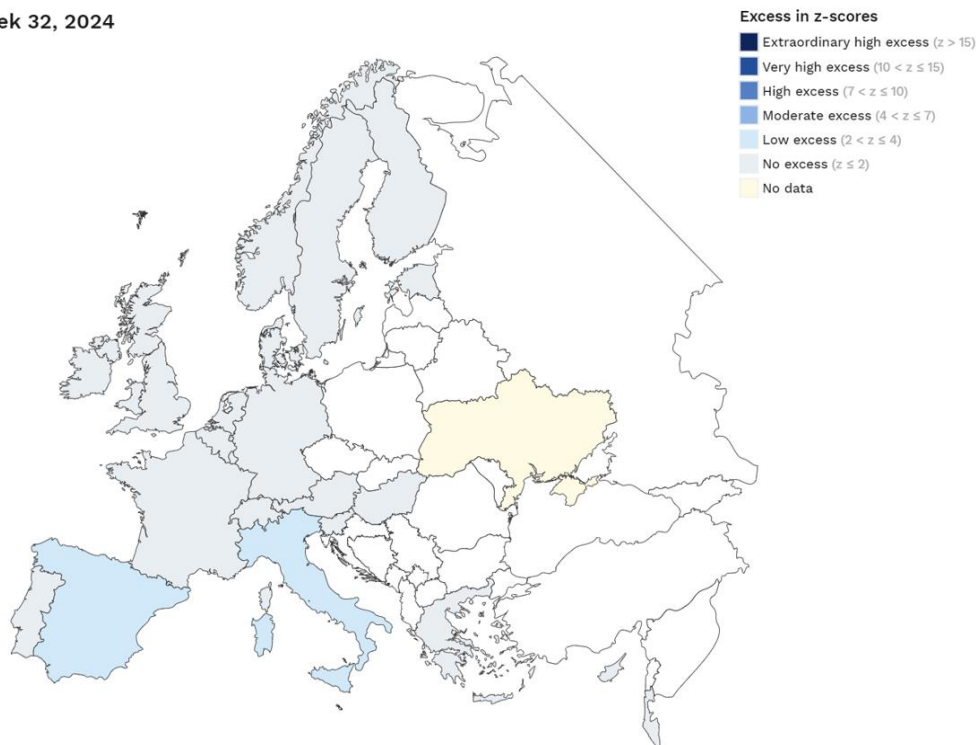 ek 32, 2024
Excess in z-scores
Extraordinary high excess (z > 15)
Very high excess (10 < z ≤ 15)
High excess (7 < z ≤ 10)
Moderate excess (4 < z ≤ 7)
Low excess (2 < z ≤ 4)
No excess (z ≤ 2)
No data